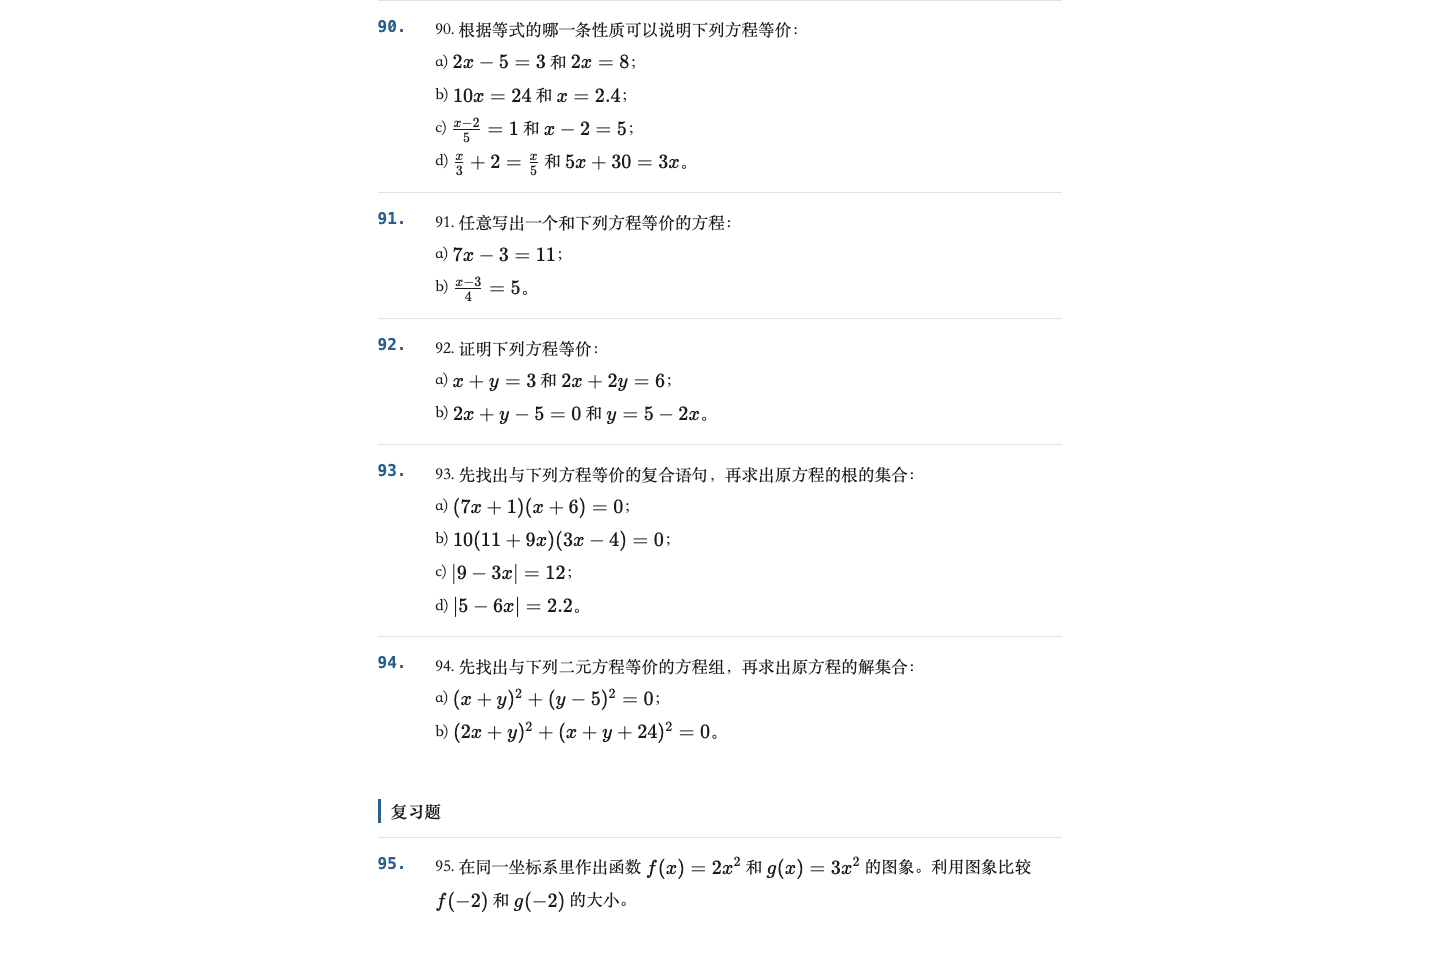 90. 90. 根据等式的哪一条性质可以说明下列方程等价：
a) 2x − 5 = 3 和 2x = 8；
b) 10x = 24 和 x = 2.4；
c) \frac{x−2}{5} = 1 和 x − 2 = 5；
d) \frac{x}{3} + 2 = \frac{x}{5} 和 5x + 30 = 3x。
91. 91. 任意写出一个和下列方程等价的方程：
a) 7x − 3 = 11；
b) \frac{x−3}{4} = 5。
92. 92. 证明下列方程等价：
a) x + y = 3 和 2x + 2y = 6；
b) 2x + y − 5 = 0 和 y = 5 − 2x。
93. 93. 先找出与下列方程等价的复合语句，再求出原方程的根的集合：
a) (7x + 1)(x + 6) = 0；
b) 10(11 + 9x)(3x − 4) = 0；
c) |9 − 3x| = 12；
d) |5 − 6x| = 2.2。
94. 94. 先找出与下列二元方程等价的方程组，再求出原方程的解集合：
a) (x + y)² + (y − 5)² = 0；
b) (2x + y)² + (x + y + 24)² = 0。
复习题
95. 95. 在同一坐标系里作出函数 f(x) = 2x² 和 g(x) = 3x² 的图象。利用图象比较
f(−2) 和 g(−2) 的大小。